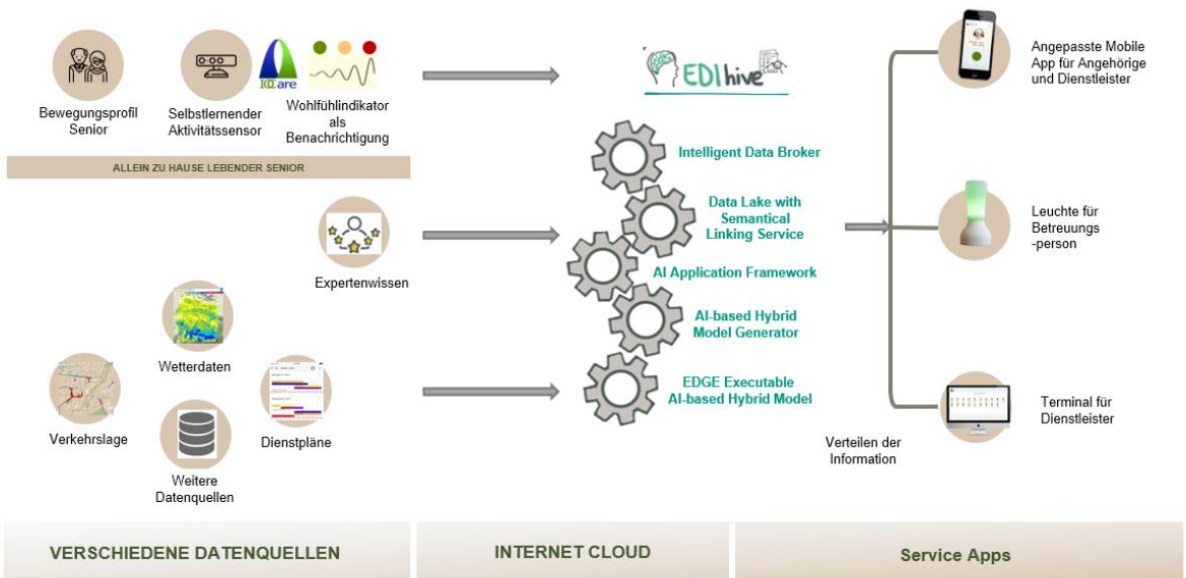 Bewegungsprofil
Senior
Selbstlernender
Aktivitätssensor
Wohlfühlindikator
als
Benachrichtigung
ALLEIN ZU HAUSE LEBENDER SENIOR
Expertenwissen
Wetterdaten
Verkehrslage
Weitere
Datenquellen
Dienstpläne
EDI hive
Intelligent Data Broker
Data Lake with
Semantical
Linking Service
AI Application Framework
AI-based Hybrid
Model Generator
EDGE Executable
AI-based Hybrid Model
Verteilen der
Information
Angepasste Mobile
App für Angehörige
und Dienstleister
Leuchte für
Betreuungs
-person
Terminal für
Dienstleister
VERSCHIEDENE DATENQUELLEN
INTERNET CLOUD
Service Apps